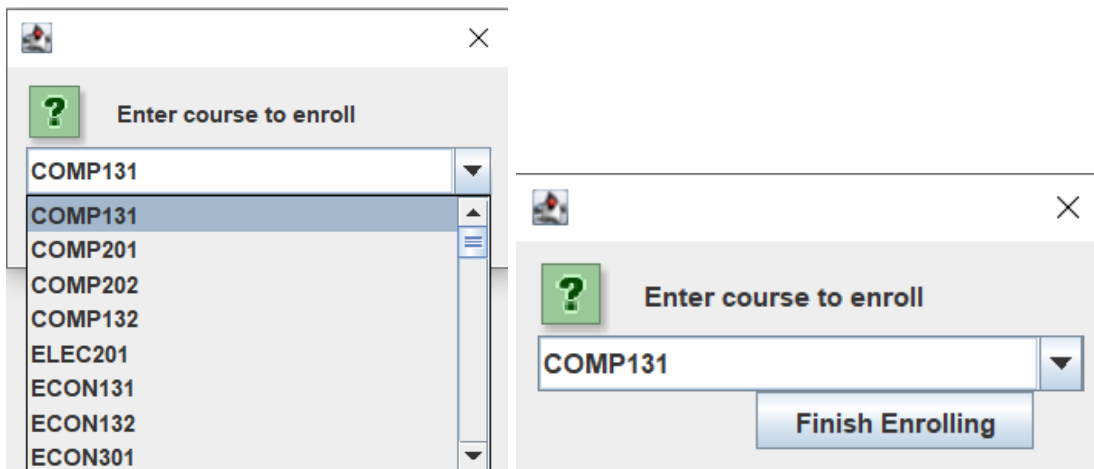 Enter course to enroll
COMP131
COMP131
COMP201
COMP202
COMP132
ELEC201
ECON131
ECON132
ECON301
Enter course to enroll
COMP131
Finish Enrolling